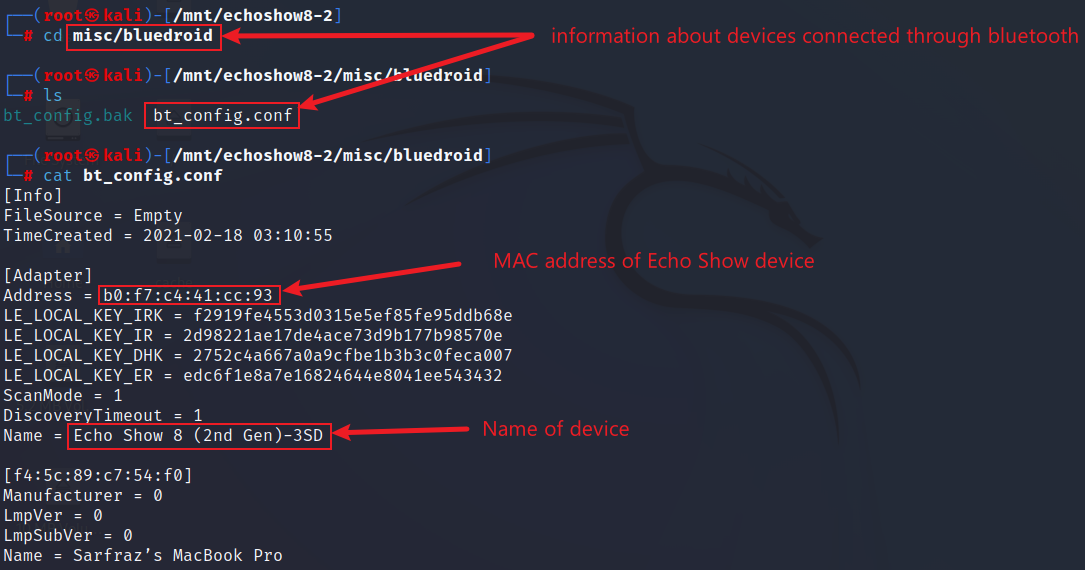 ┌──(root㉿kali)-[/mnt/echoshow8-2]
└─# cd misc/bluedroid
information about devices connected through bluetooth
┌──(root㉿kali)-[/mnt/echoshow8-2/misc/bluedroid]
└─# ls
bt_config.bak bt_config.conf
┌──(root㉿kali)-[/mnt/echoshow8-2/misc/bluedroid]
└─# cat bt_config.conf
[Info]
FileSource = Empty
TimeCreated = 2021-02-18 03:10:55
MAC address of Echo Show device
[Adapter]
Address = b0:f7:c4:41:cc:93
LE_LOCAL_KEY_IRK = f2919fe4553d0315e5ef85fe95ddb68e
LE_LOCAL_KEY_IR = 2d98221ae17de4ace73d9b177b98570e
LE_LOCAL_KEY_DHK = 2752c4a667a0a9cfbe1b3b3c0feca007
LE_LOCAL_KEY_ER = edc6f1e8a7e16824644e8041ee543432
ScanMode = 1
DiscoveryTimeout = 1
Name = Echo Show 8 (2nd Gen)-3SD
Name of device
[f4:5c:89:c7:54:f0]
Manufacturer = 0
LmpVer = 0
LmpSubVer = 0
Name = Sarfraz’s MacBook Pro